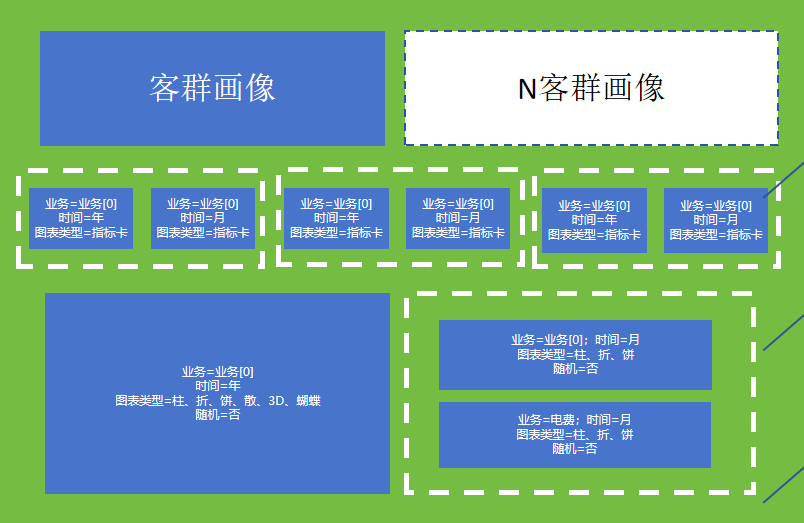 客群画像
N客群画像
业务=业务[0]
时间=年
图表类型=指标卡
业务=业务[0]
时间=月
图表类型=指标卡
业务=业务[0]
时间=年
图表类型=指标卡
业务=业务[0]
时间=月
图表类型=指标卡
业务=业务[0]
时间=年
图表类型=指标卡
业务=业务[0]
时间=月
图表类型=指标卡
业务=业务[0]
时间=年
图表类型=柱、折、饼、散、3D、蝴蝶
随机=否
业务=业务[0]；时间=月
图表类型=柱、折、饼
随机=否
业务=电费；时间=月
图表类型=柱、折、饼
随机=否